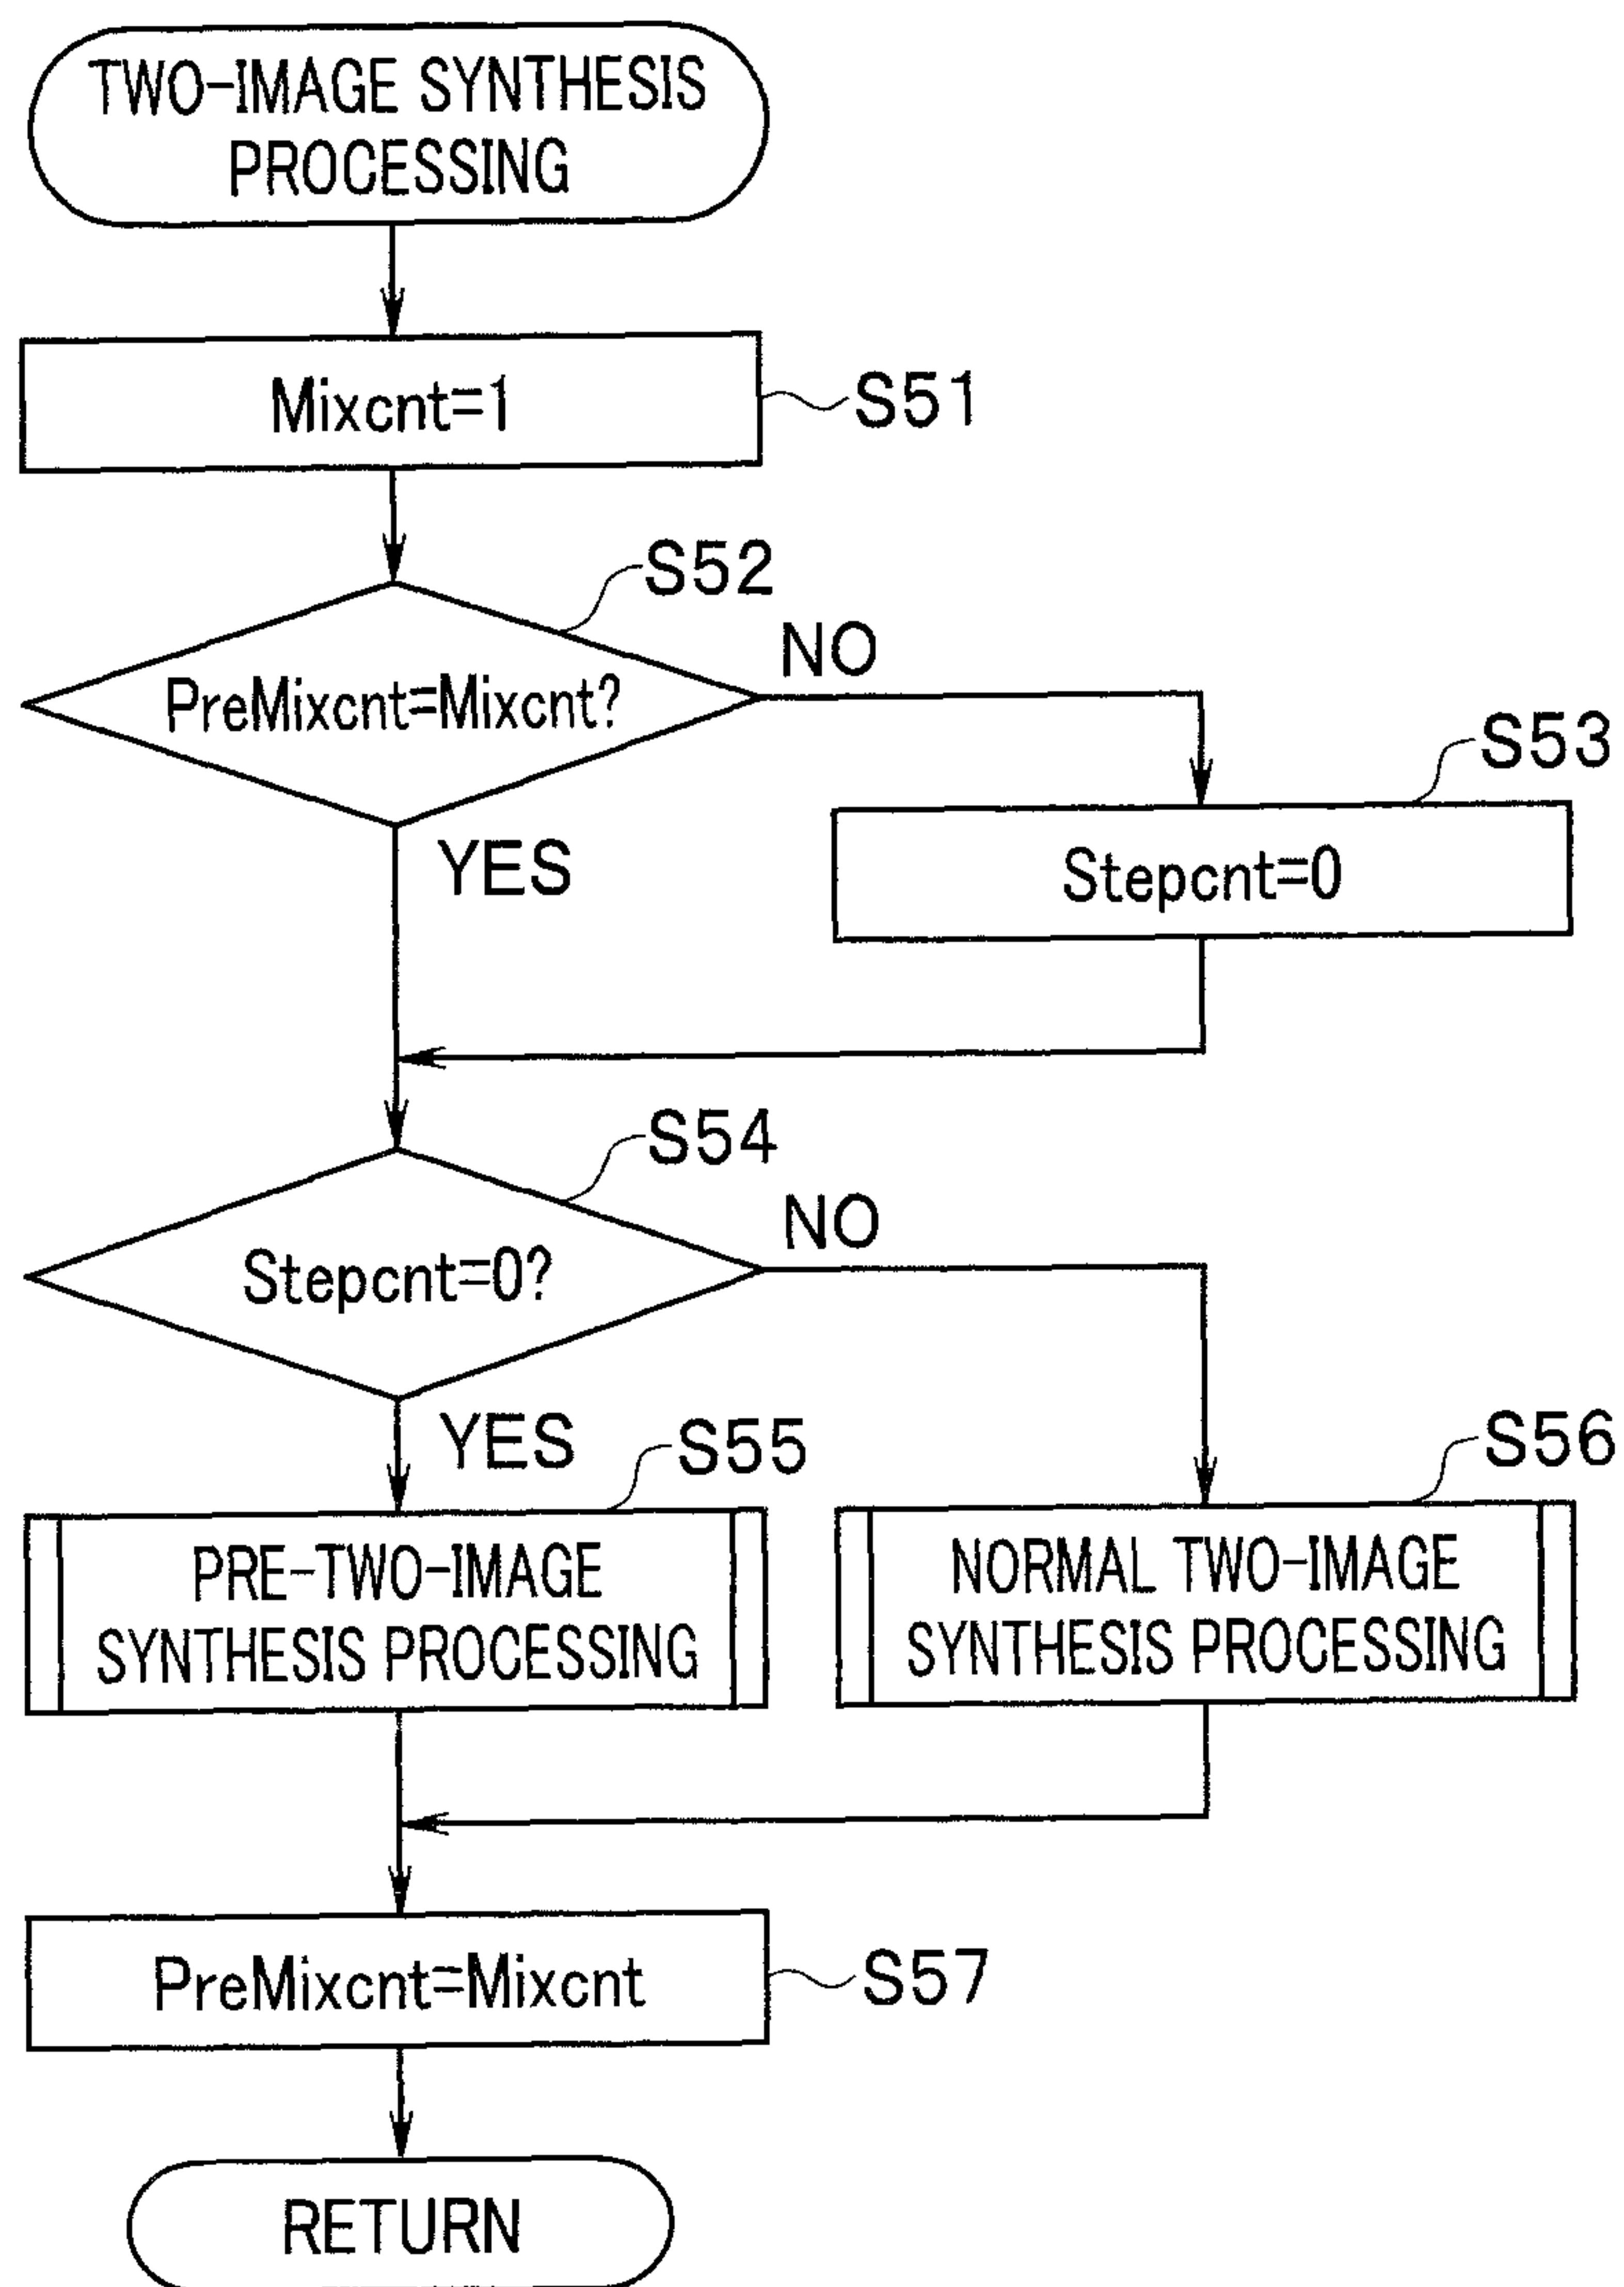 TWO-IMAGE SYNTHESIS
PROCESSING
Mixcnt=1
S51
S52
PreMixcnt=Mixcnt?
NO
YES
S53
Stepcnt=0
S54
Stepcnt=0?
NO
YES
S55
PRE-TWO-IMAGE
SYNTHESIS PROCESSING
S56
NORMAL TWO-IMAGE
SYNTHESIS PROCESSING
PreMixcnt=Mixcnt
S57
RETURN